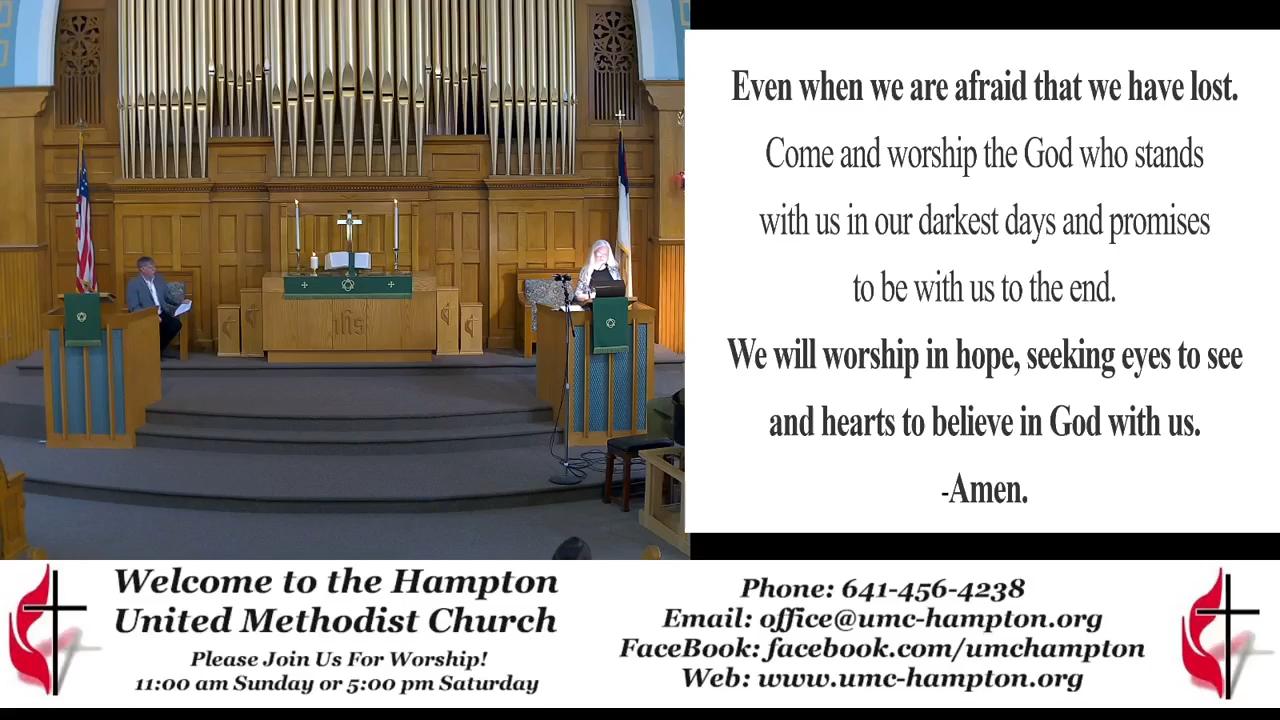 Even when we are afraid that we have lost.
Come and worship the God who stands
with us in our darkest days and promises
to be with us to the end.
We will worship in hope, seeking eyes to see
and hearts to believe in God with us.
-Amen.
ihs
Welcome to the Hampton
United Methodist Church
Please Join Us For Worship!
11:00 am Sunday or 5:00 pm Saturday
Phone: 641-456-4238
Email: office@umc-hampton.org
FaceBook: facebook.com/umchampton
Web: www.umc-hampton.org